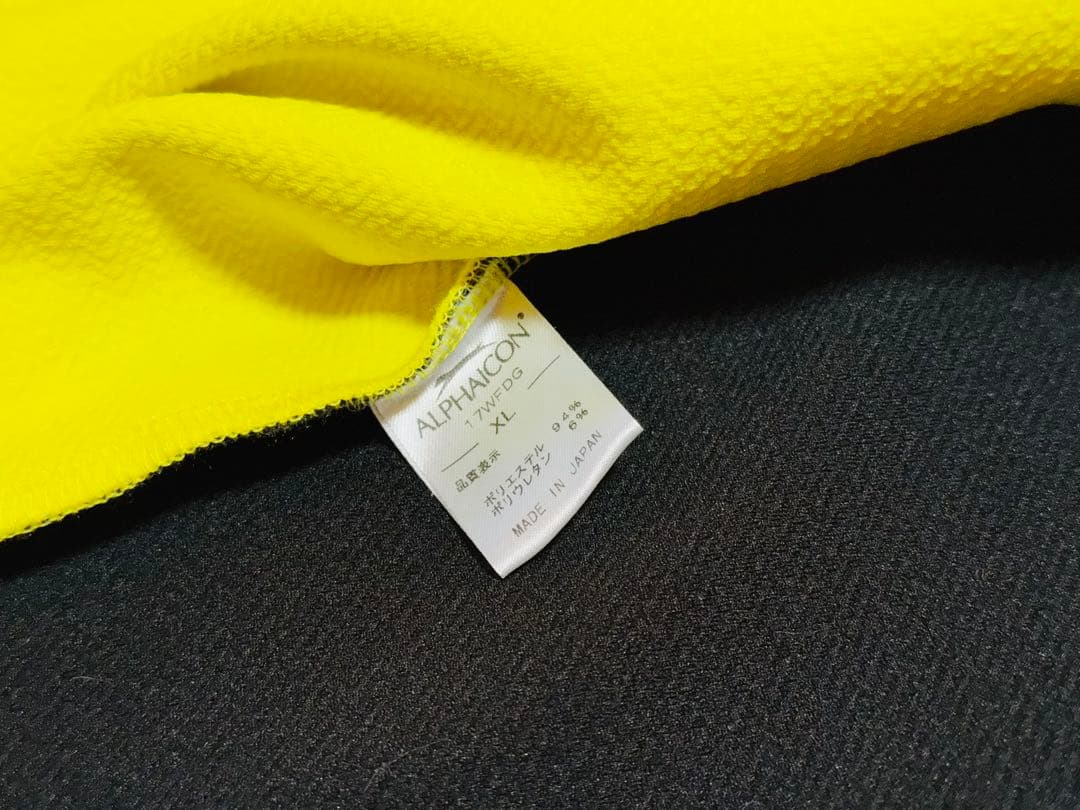 ALPHAICON®
17WFDG
XL
品質表示
ポリエステル 94%
ポリウレタン 6%
MADE IN JAPAN